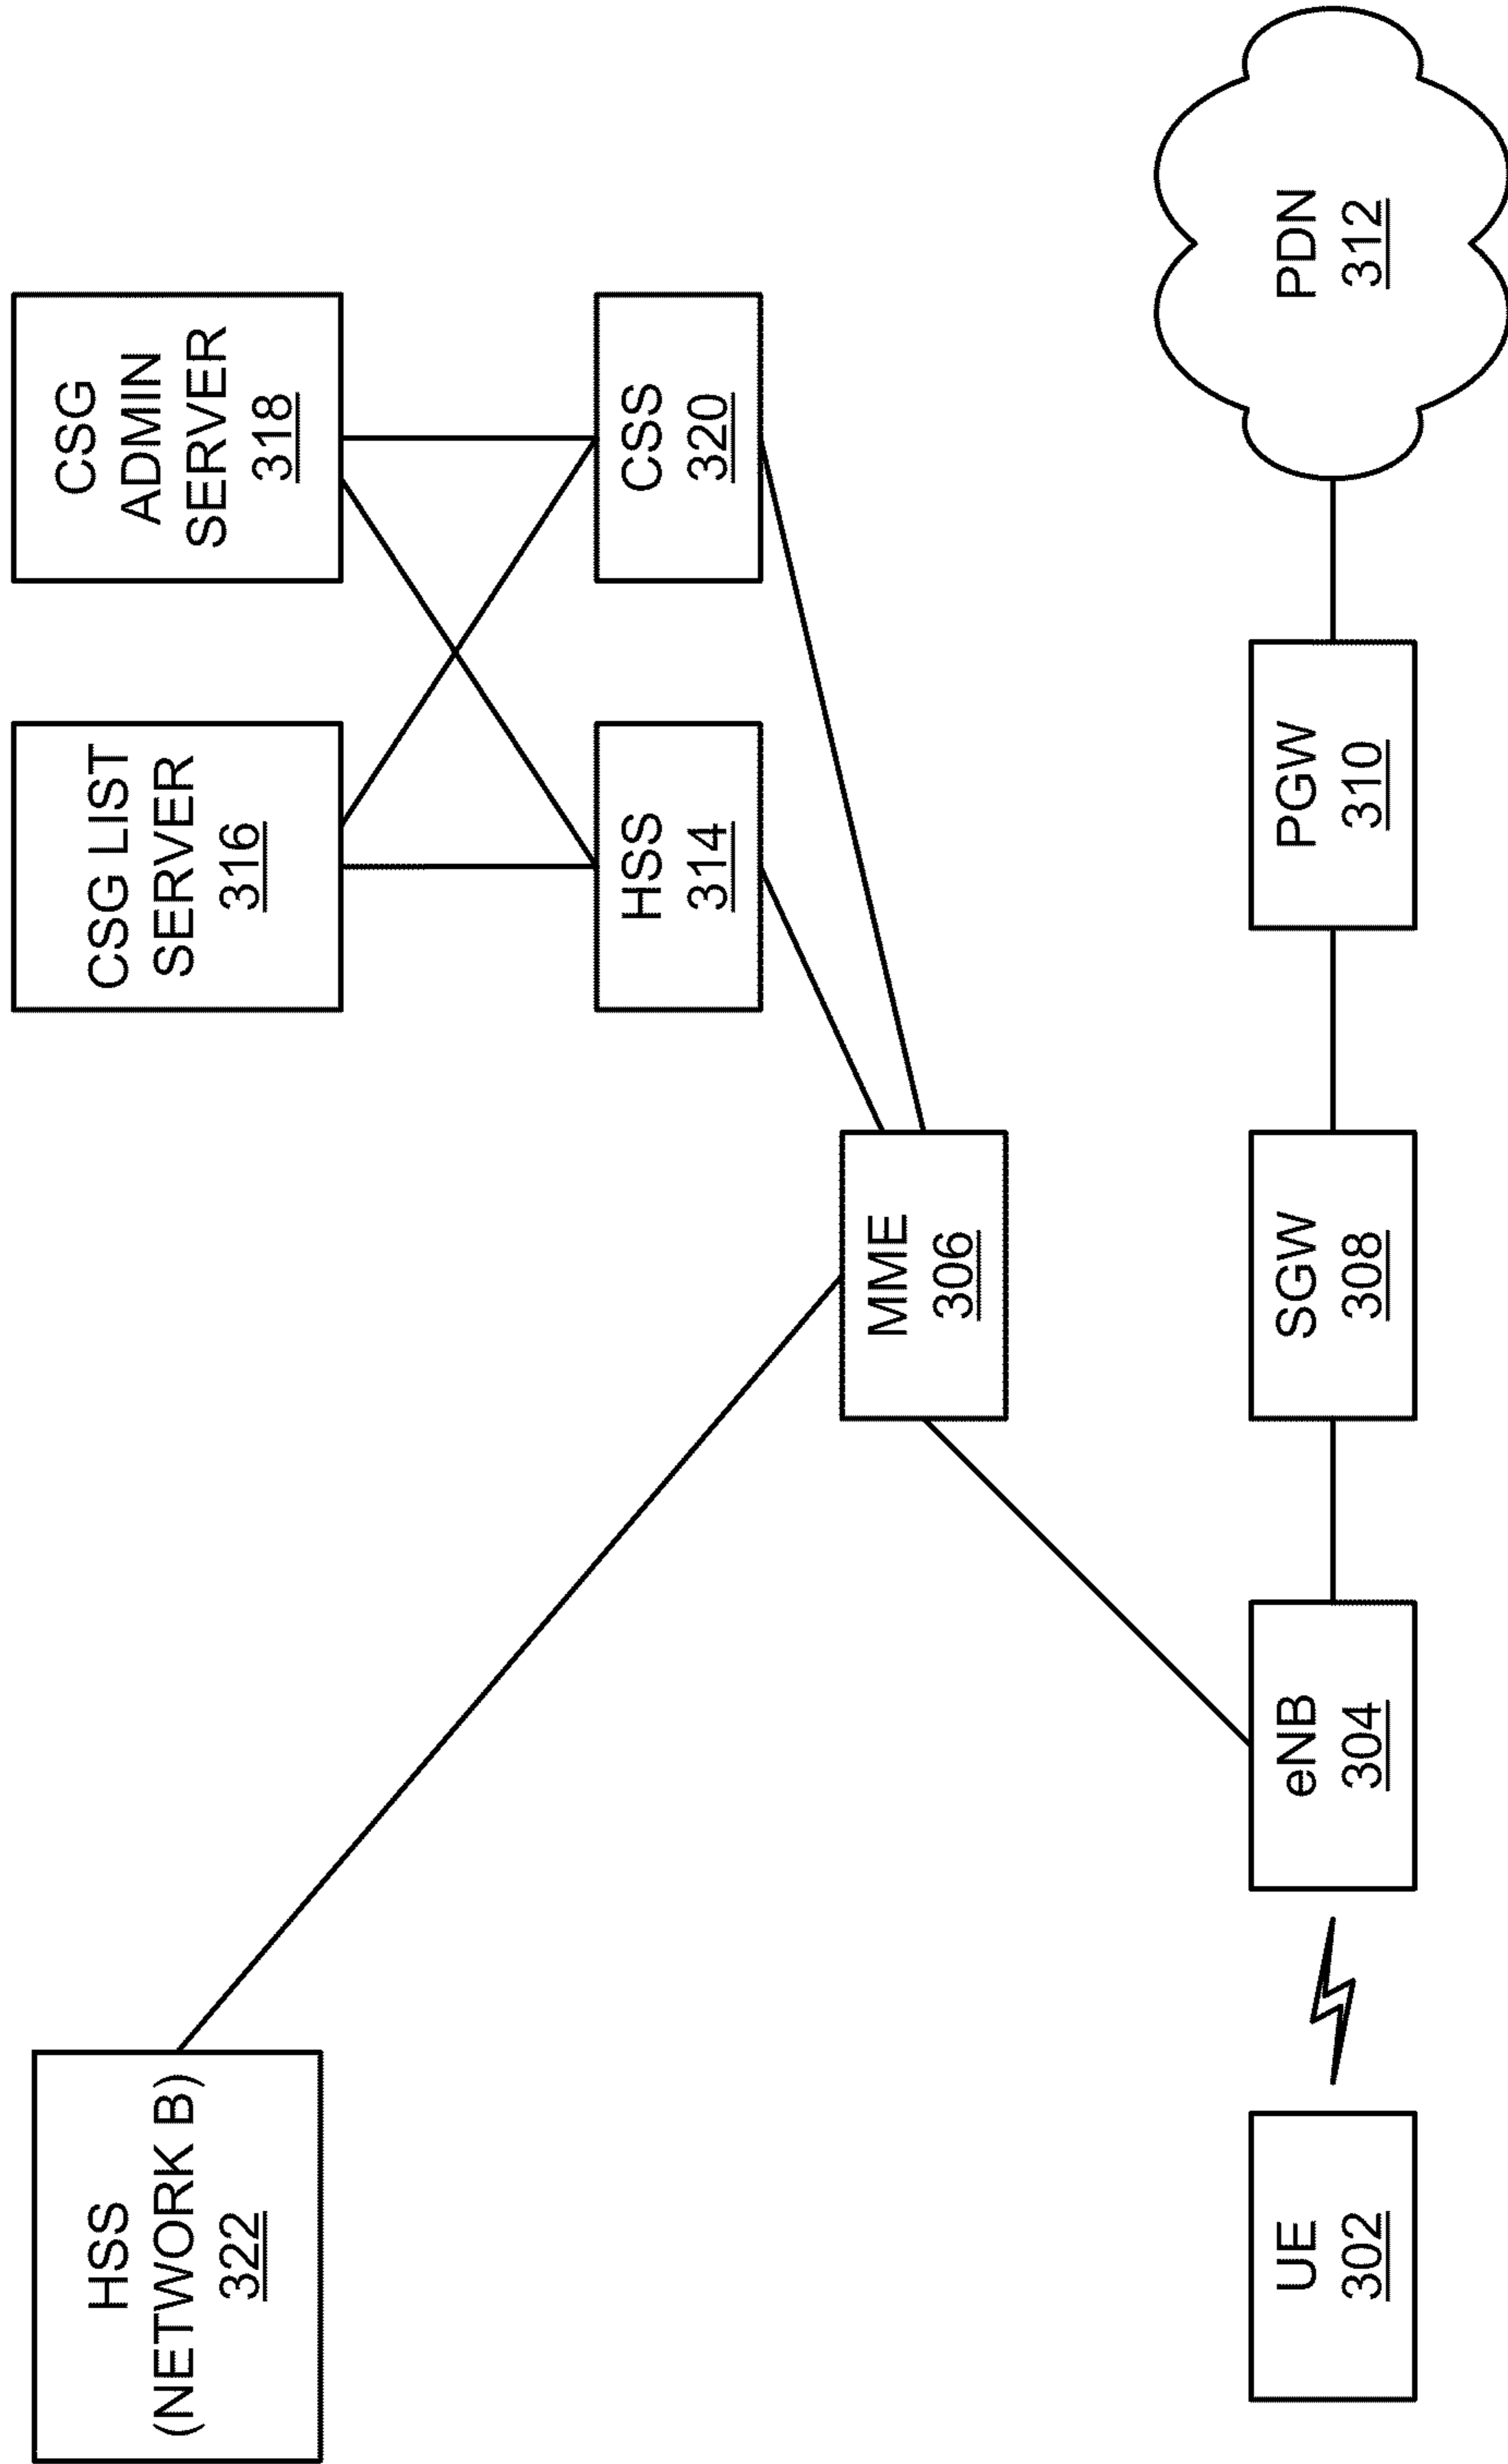 HSS
(NETWORK B)
322
CSG LIST
SERVER
316
CSG
ADMIN
SERVER
318
HSS
314
CSS
320
MME
306
UE
302
eNB
304
SGW
308
PGW
310
PDN
312